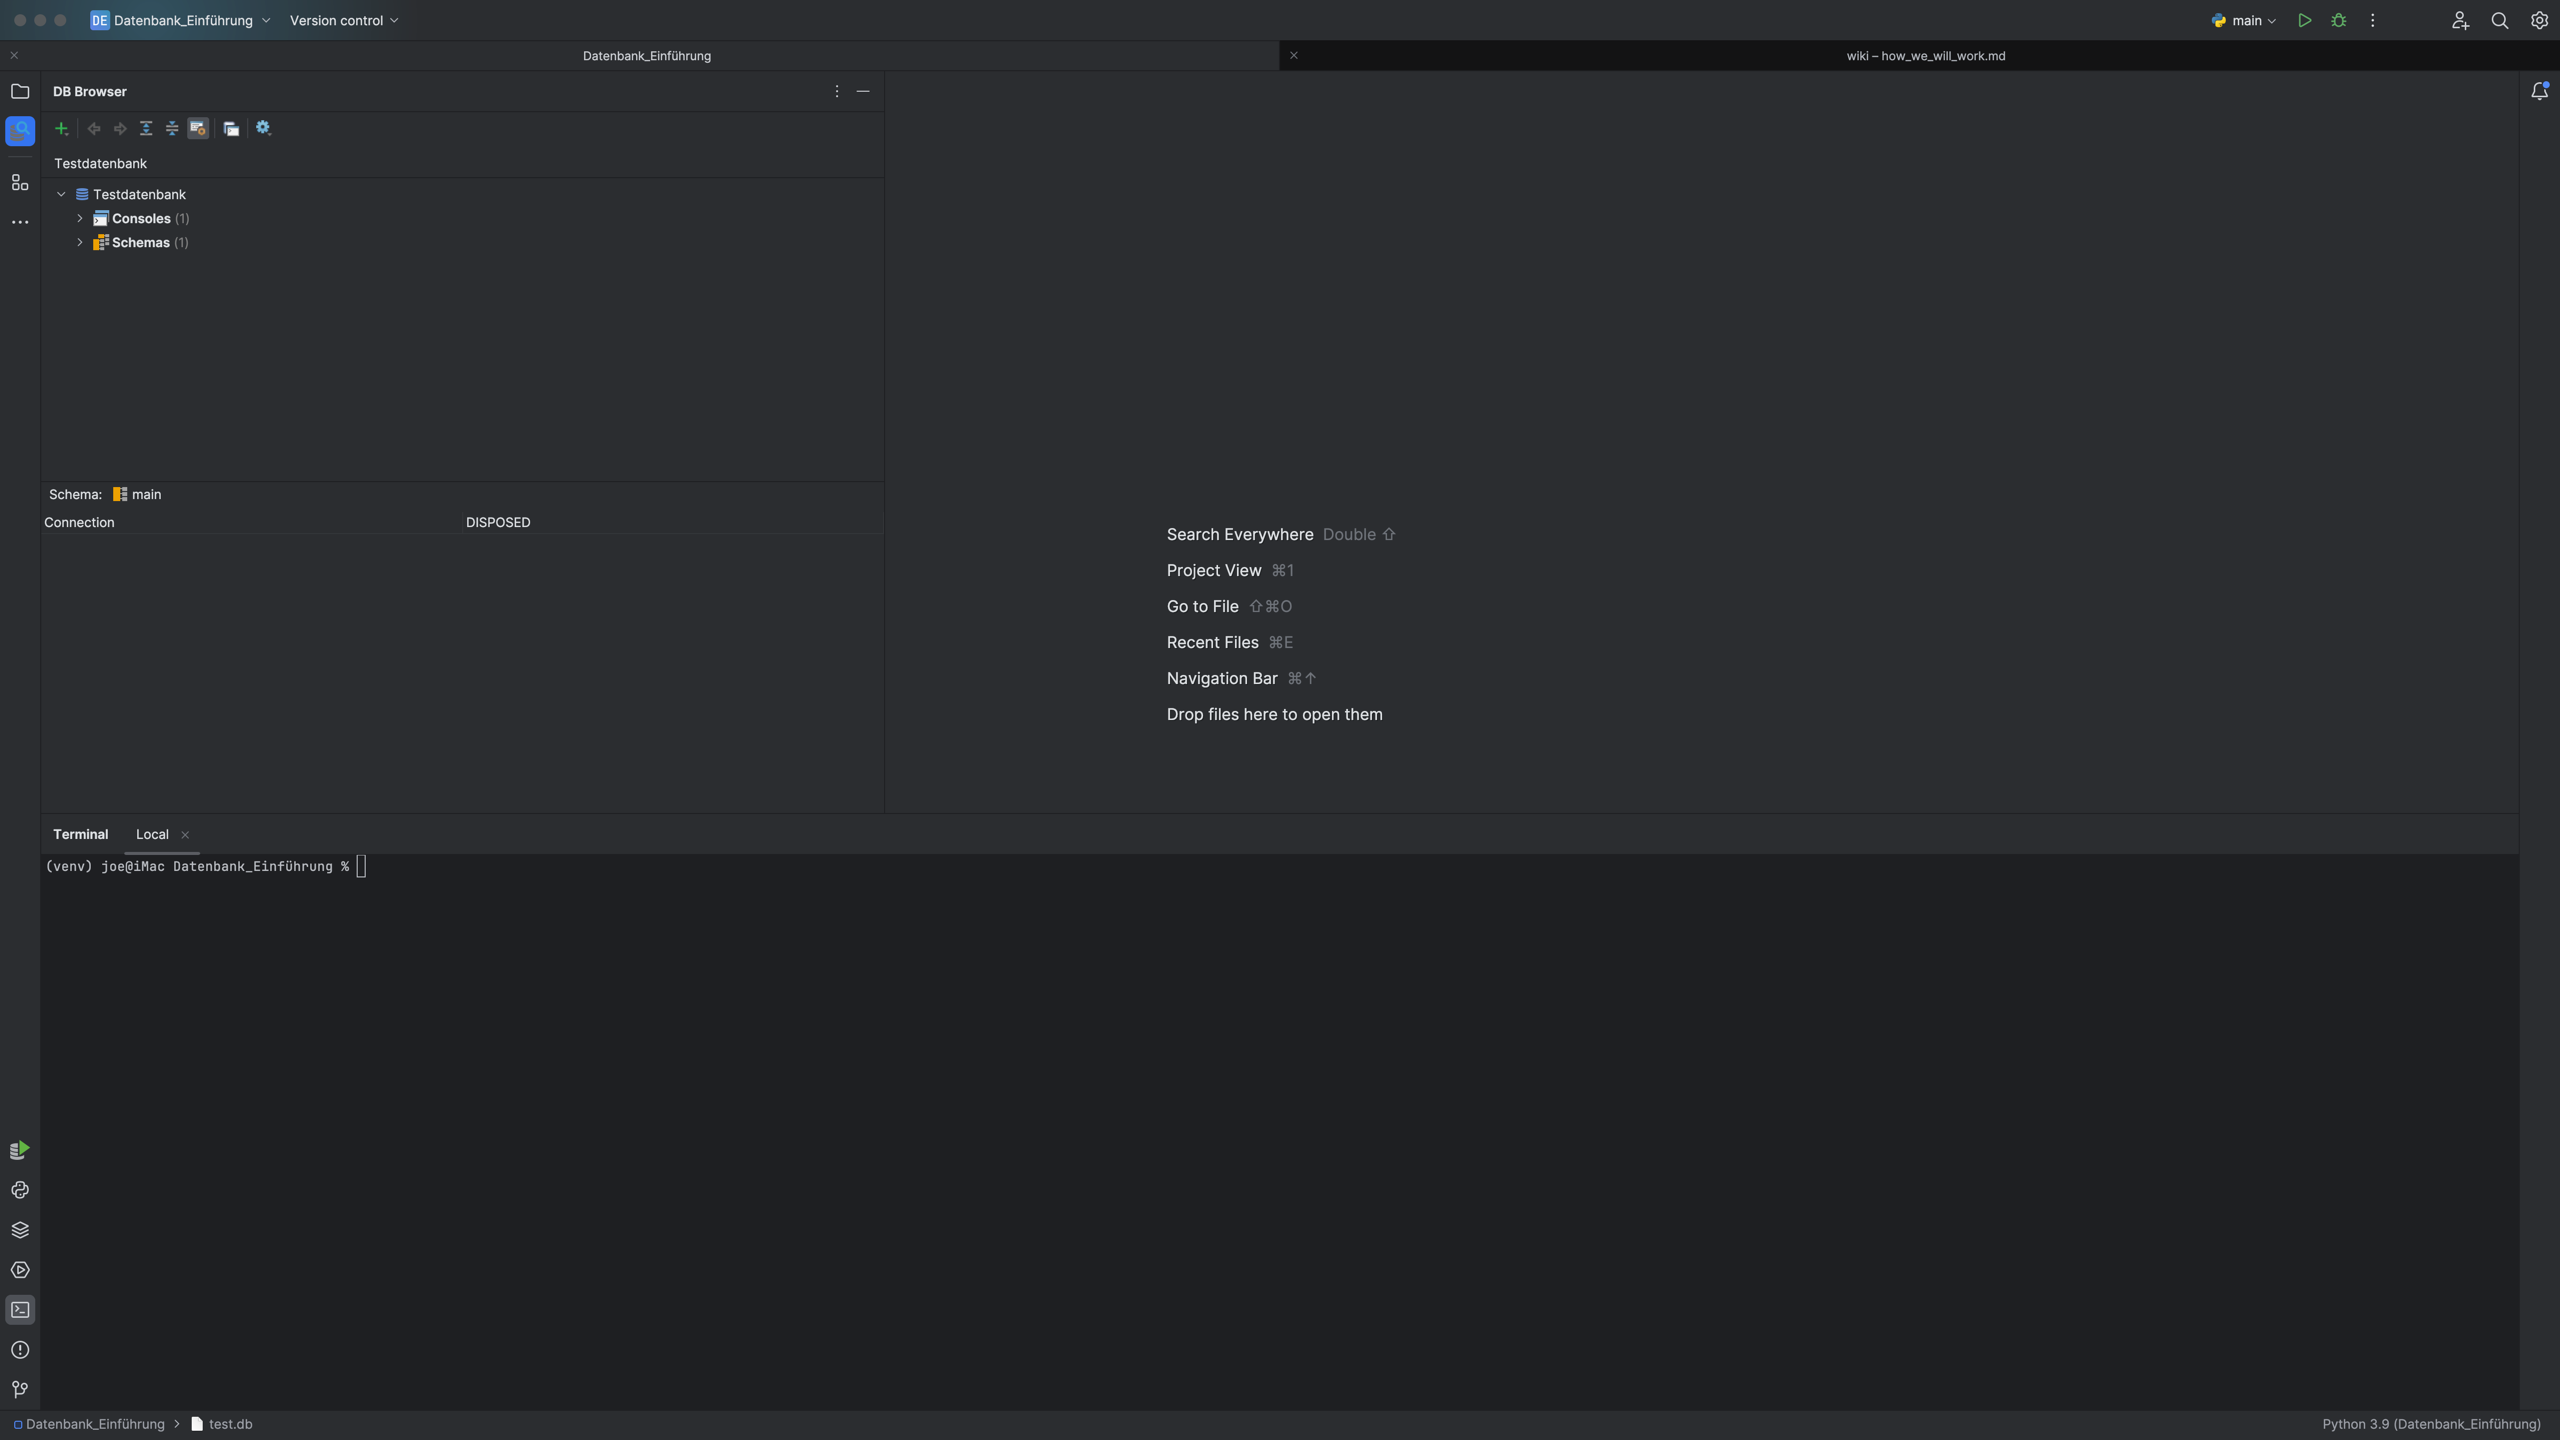 DE Datenbank_Einführung Version control main
Datenbank_Einführung wiki – how_we_will_work.md
DB Browser
Testdatenbank
Testdatenbank
Consoles (1)
Schemas (1)
Schema: main
Connection DISPOSED
Search Everywhere Double ⇧
Project View ⌘1
Go to File ⇧⌘O
Recent Files ⌘E
Navigation Bar ⌘↑
Drop files here to open them
Terminal Local
(venv) joe@iMac Datenbank_Einführung %
Datenbank_Einführung > test.db Python 3.9 (Datenbank_Einführung)